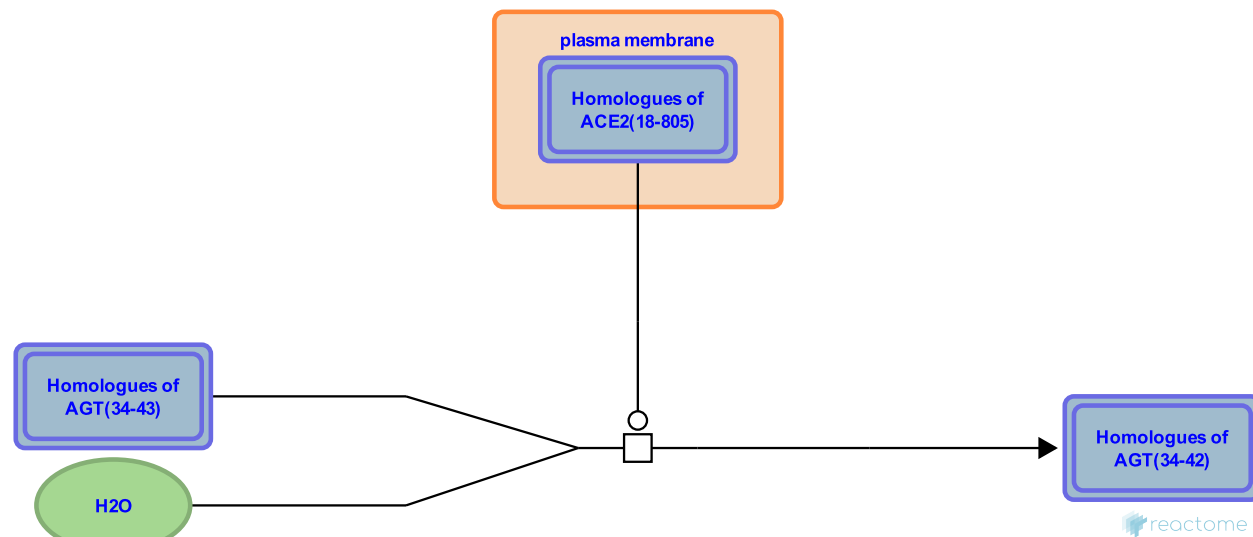 plasma membrane
Homologues of
ACE2(18-805)
Homologues of
AGT(34-43)
H2O
Homologues of
AGT(34-42)
reactome